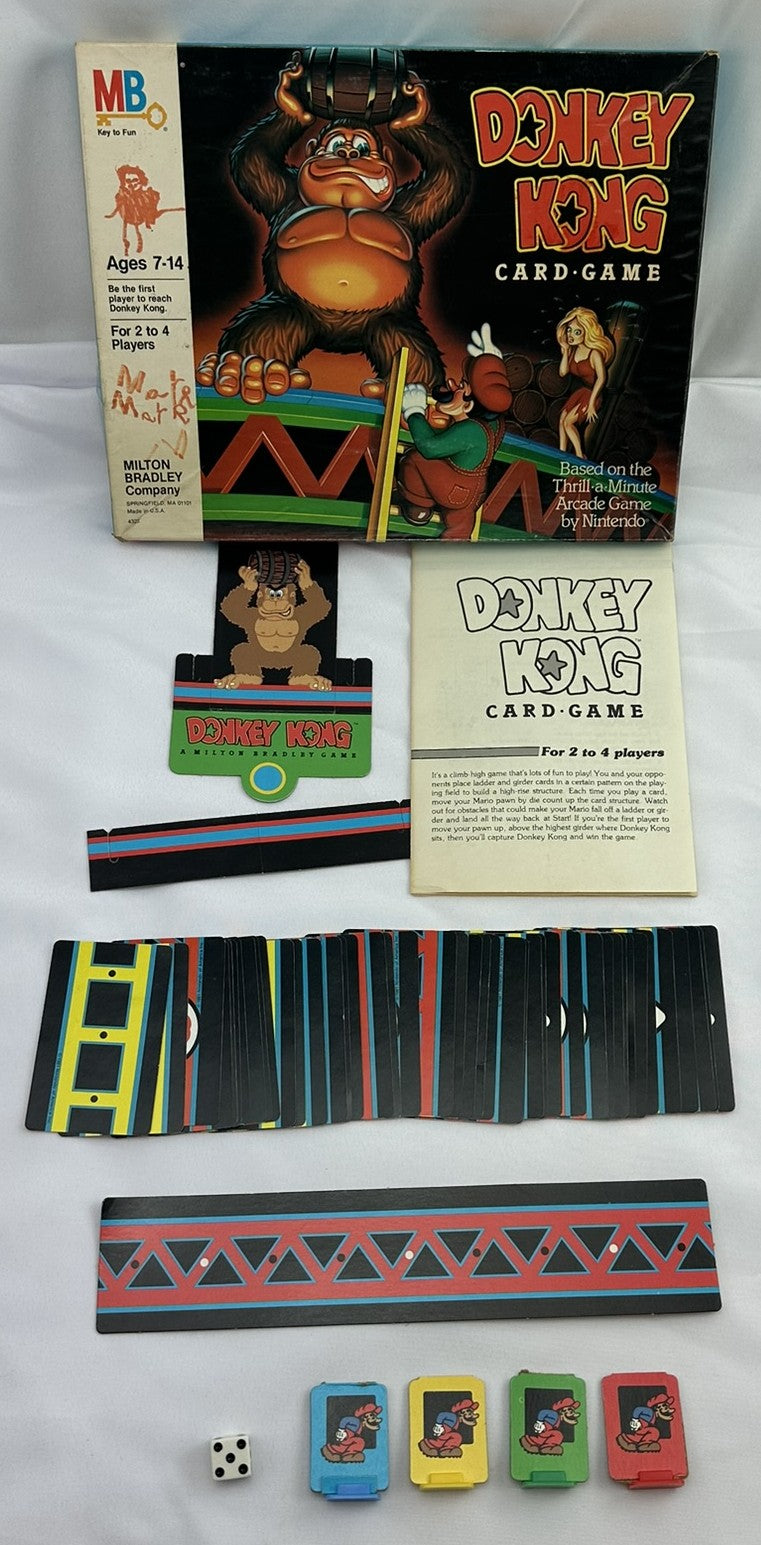 MB
Key to Fun
Ages 7-14
Be the first
player to reach
Donkey Kong.
For 2 to 4
Players
Mark
MILTON
BRADLEY
Company
SPRINGFIELD, MA 01101
Made in U.S.A.
DONKEY
KONG
CARD·GAME
Based on the
Thrill·a·Minute
Arcade Game
by Nintendo®
DONKEY KONG™
A MILTON BRADLEY GAME
DONKEY
KONG™
CARD·GAME
For 2 to 4 players
It's a climb-high game that's lots of fun to play! You and your oppo-
nents place ladder and girder cards in a certain pattern on the play-
ing field to build a high-rise structure. Each time you play a card,
move your Mario pawn by die count up the card structure. Watch
out for obstacles that could make your Mario fall off a ladder or gir-
der and land all the way back at Start! If you're the first player to
move your pawn up, above the highest girder where Donkey Kong
sits, then you'll capture Donkey Kong and win the game.